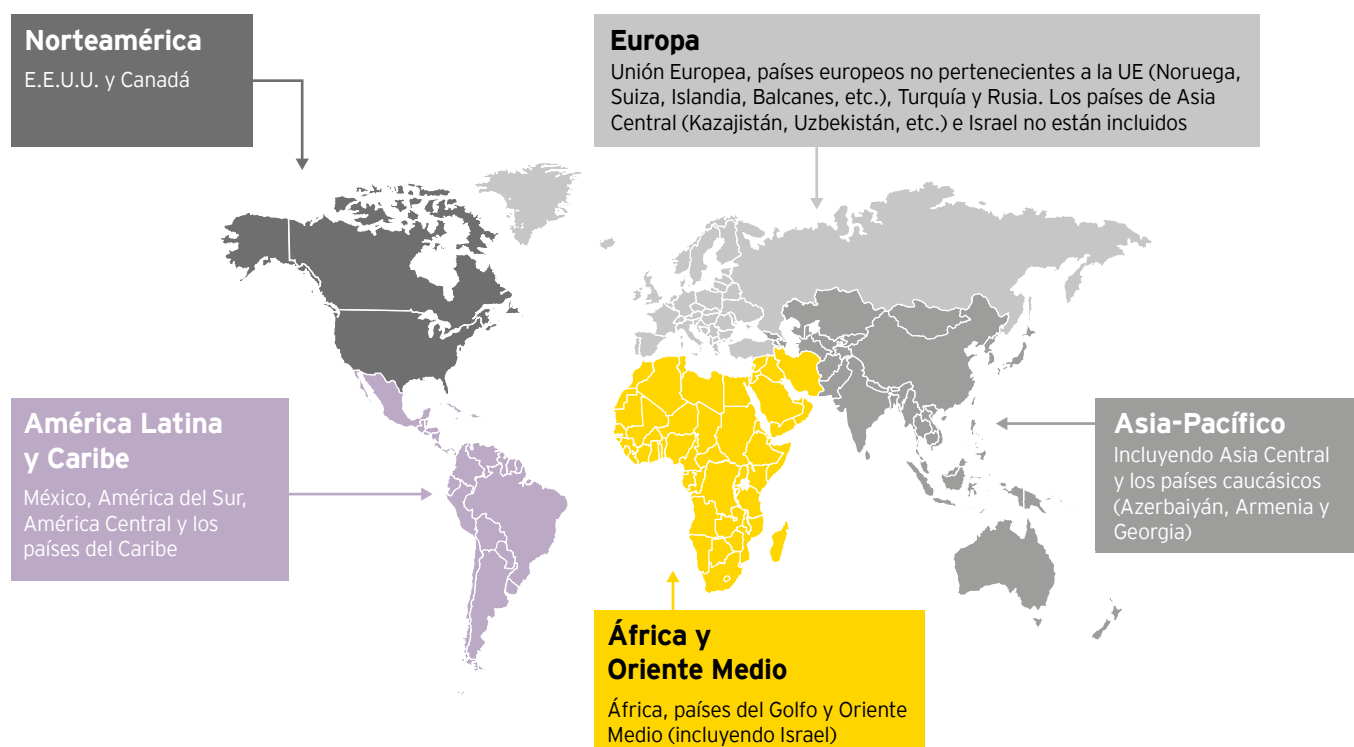 Norteamérica
E.E.U.U. y Canadá
Europa
Unión Europea, países europeos no pertenecientes a la UE (Noruega,
Suiza, Islandia, Balcanes, etc.), Turquía y Rusia. Los países de Asia
Central (Kazajistán, Uzbekistán, etc.) e Israel no están incluidos
América Latina
y Caribe
México, América del Sur,
América Central y los
países del Caribe
Asia-Pacífico
Incluyendo Asia Central
y los países caucásicos
(Azerbaiyán, Armenia y
Georgia)
África y
Oriente Medio
África, países del Golfo y Oriente
Medio (incluyendo Israel)